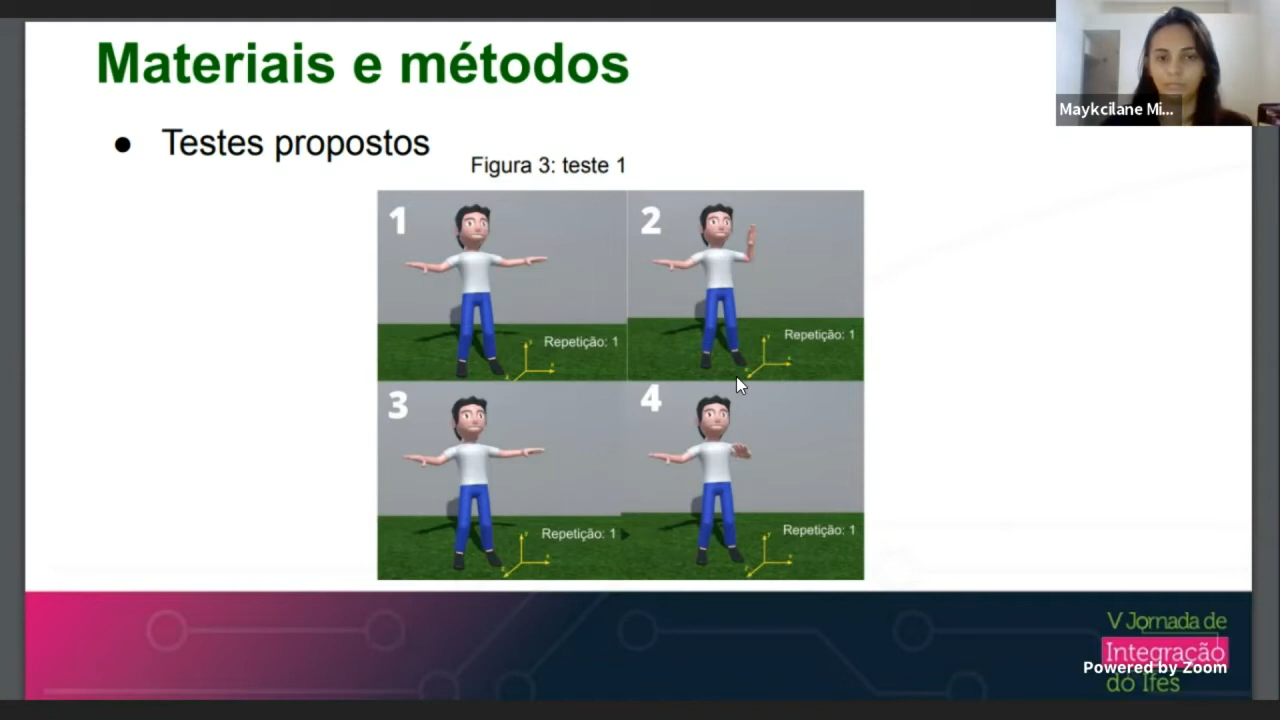 Materiais e métodos
Maykcilane Mi...
● Testes propostos
Figura 3: teste 1
1
2
Repetição: 1
Repetição: 1
3
4
Repetição: 1
Repetição: 1
V Jornada de
Integração
do Ifes
Powered by Zoom